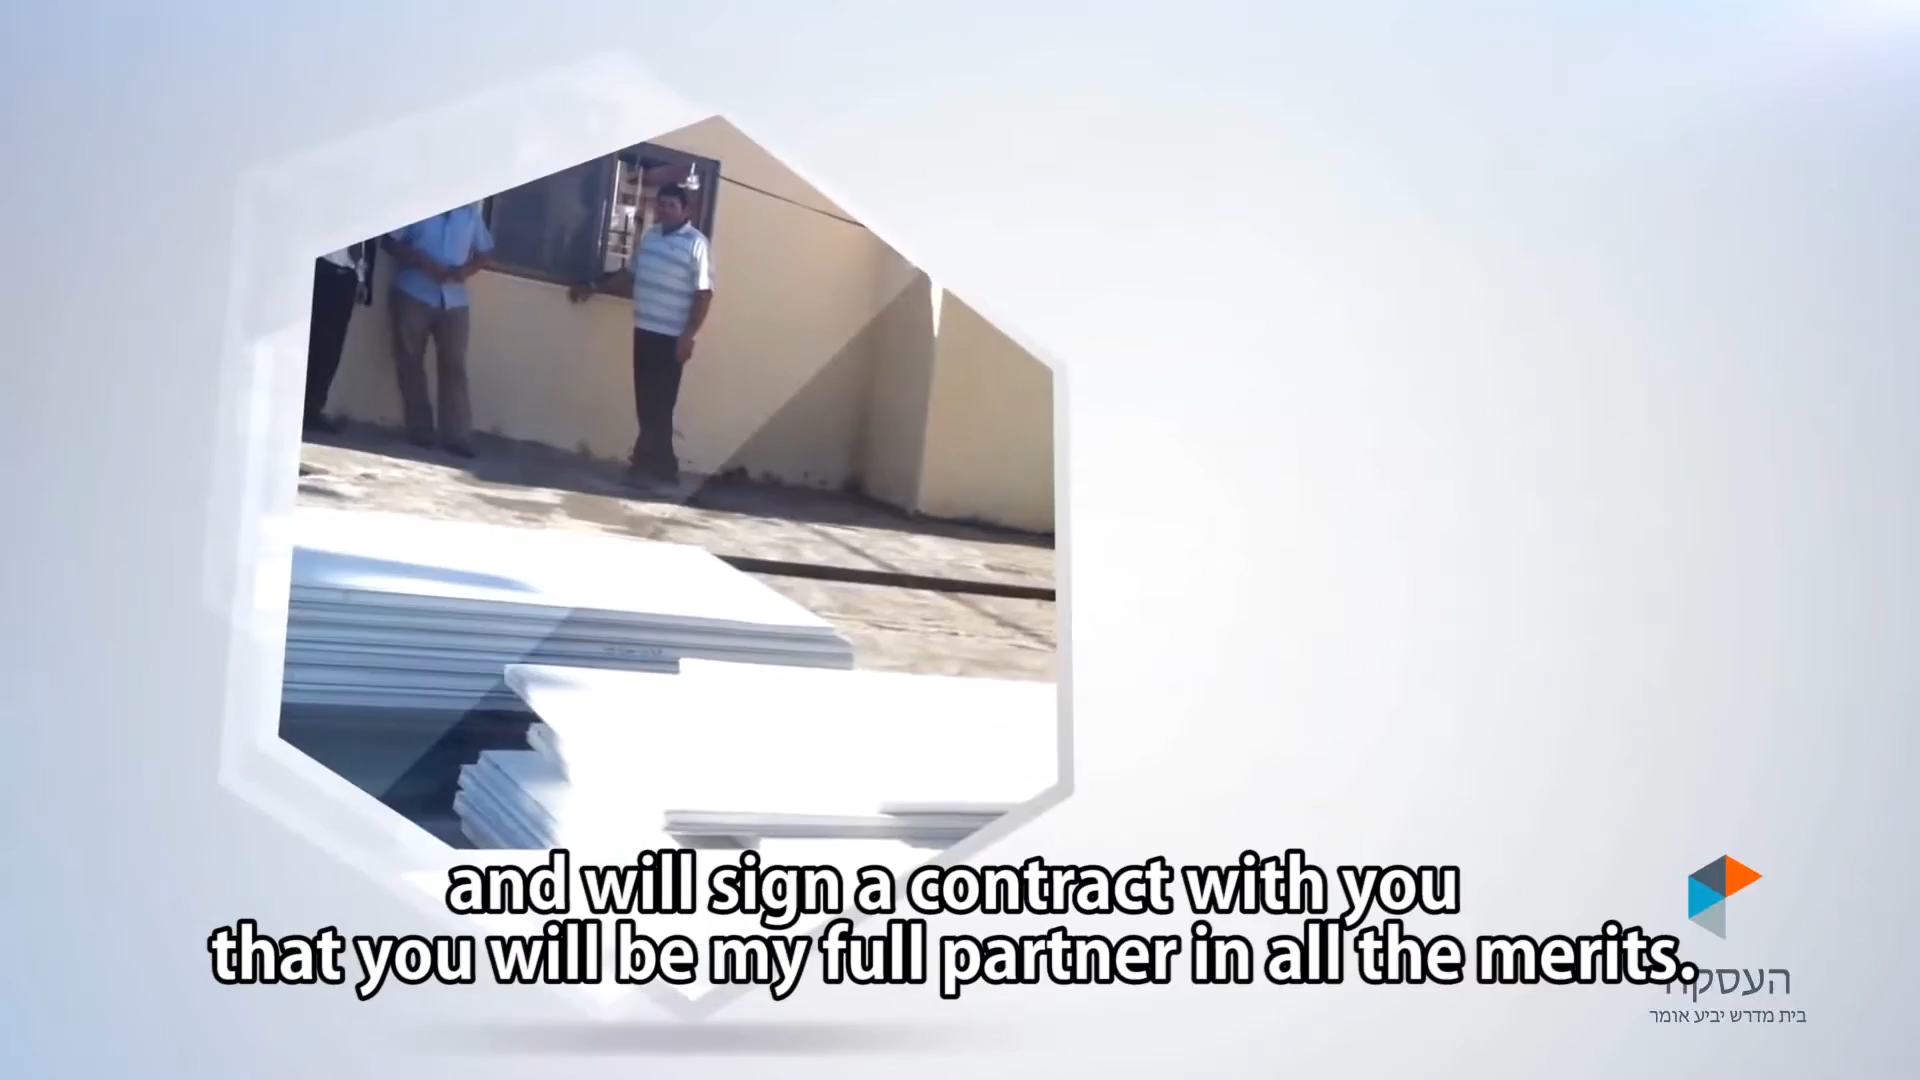 and will sign a contract with you
that you will be my full partner in all the merits.
העסקה
בית מדרש יביע אומר